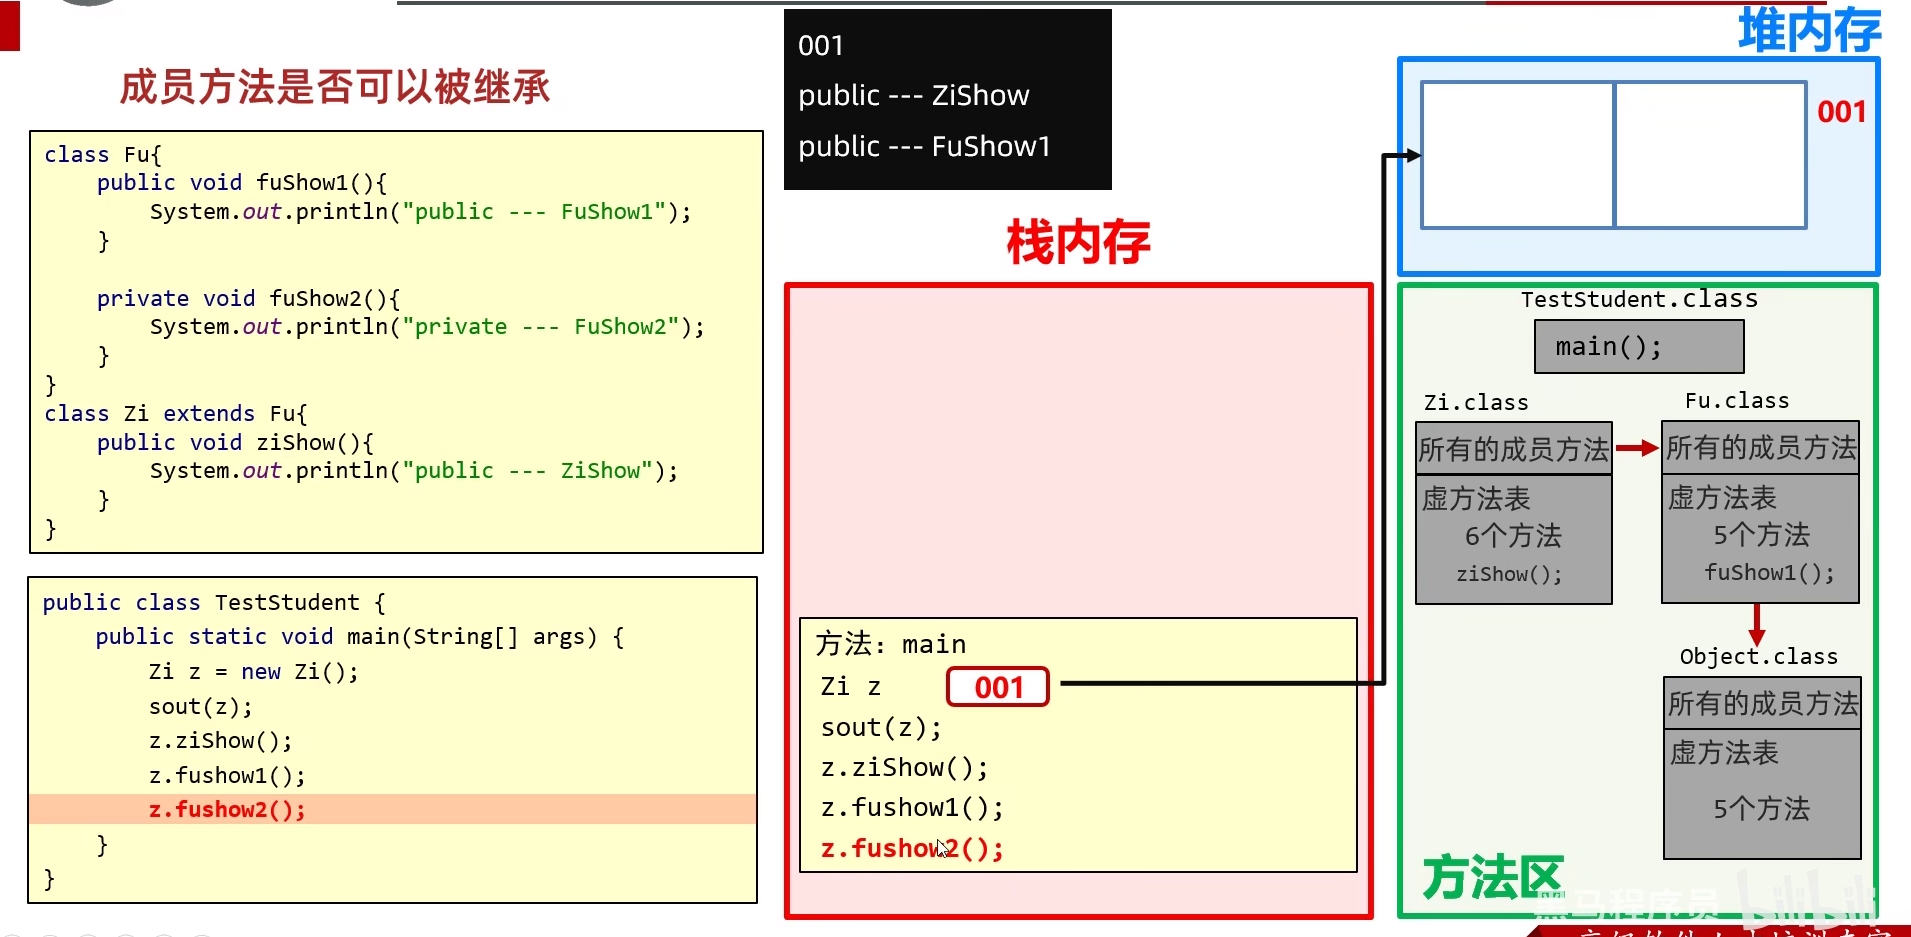 成员方法是否可以被继承
class Fu{
public void fuShow1(){
System.out.println("public --- FuShow1");
}
private void fuShow2(){
System.out.println("private --- FuShow2");
}
}
class Zi extends Fu{
public void ziShow(){
System.out.println("public --- ZiShow");
}
}
public class TestStudent {
public static void main(String[] args) {
Zi z = new Zi();
sout(z);
z.ziShow();
z.fushow1();
z.fushow2();
}
}
001
public --- ZiShow
public --- FuShow1
栈内存
方法：main
Zi z 001
sout(z);
z.ziShow();
z.fushow1();
z.fushow2();
堆内存
001
TestStudent.class
main();
Zi.class
所有的成员方法
虚方法表
6个方法
ziShow();
Fu.class
所有的成员方法
虚方法表
5个方法
fuShow1();
Object.class
所有的成员方法
虚方法表
5个方法
方法区
黑马程序员
bilibili